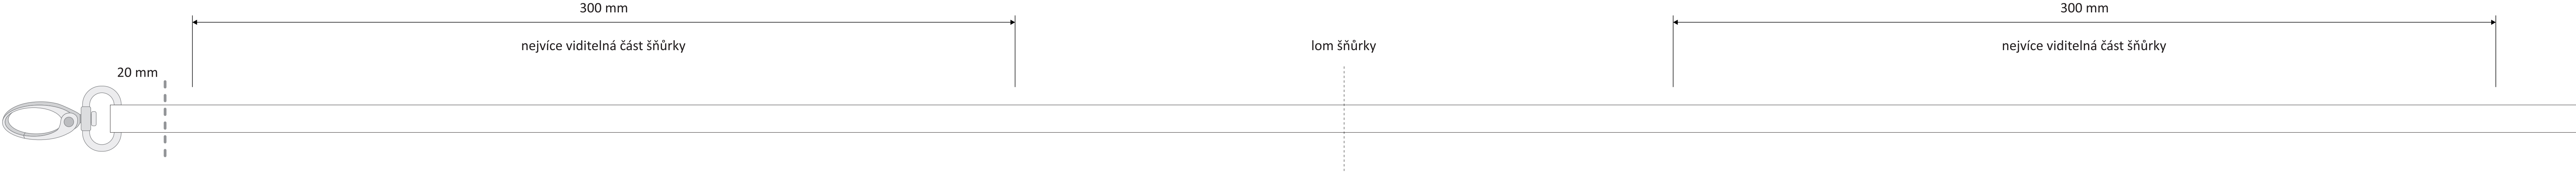 300 mm
300 mm
nejvíce viditelná část šňůrky
lom šňůrky
nejvíce viditelná část šňůrky
20 mm